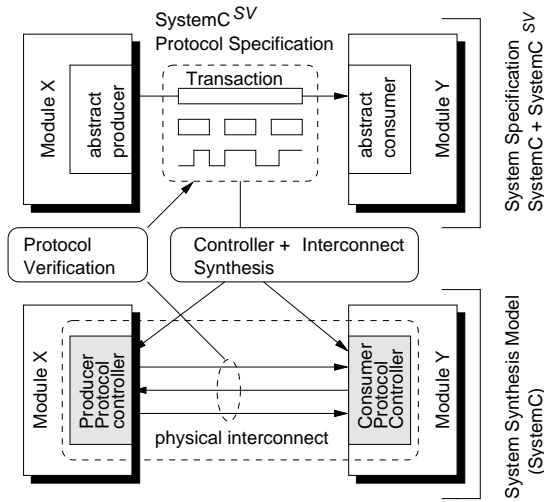 SystemC SV
Protocol Specification
Transaction
Module X
abstract
producer
abstract
consumer
Module Y
System Specification
SystemC + SystemC SV
Protocol
Verification
Controller + Interconnect
Synthesis
Module X
Producer
Protocol
controller
physical interconnect
Consumer
Protocol
Controller
Module Y
System Synthesis Model
(SystemC)